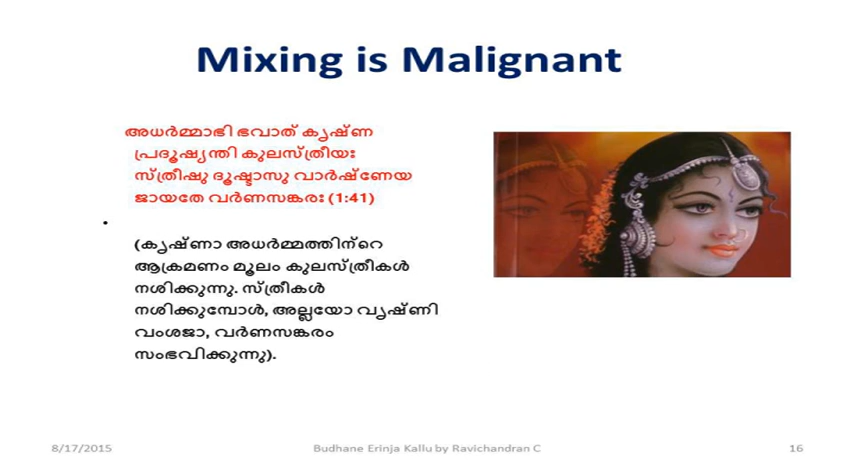 Mixing is Malignant
അധർമ്മാഭി ഭവാത് കൃഷ്ണ
പ്രദൂഷ്യന്തി കുലസ്ത്രീയഃ
സ്ത്രീഷു ദൂഷ്ടാസു വാർഷ്ണേയ
ജായതേ വർണസങ്കരഃ (1:41)
(കൃഷ്ണാ അധർമ്മത്തിന്റെ
ആക്രമണം മൂലം കുലസ്ത്രീകൾ
നശിക്കുന്നു. സ്ത്രീകൾ
നശിക്കുമ്പോൾ, അല്ലയോ വൃഷ്ണി
വംശജാ, വർണസങ്കരം
സംഭവിക്കുന്നു).
8/17/2015
Budhane Erinja Kallu by Ravichandran C
16